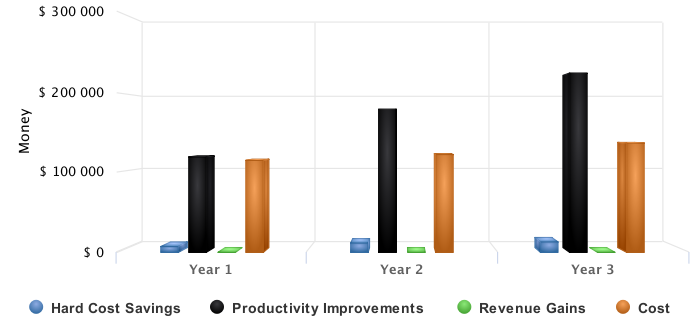 $ 300 000
$ 200 000
Money
$ 100 000
$ 0
Year 1 Year 2 Year 3
Hard Cost Savings Productivity Improvements Revenue Gains Cost